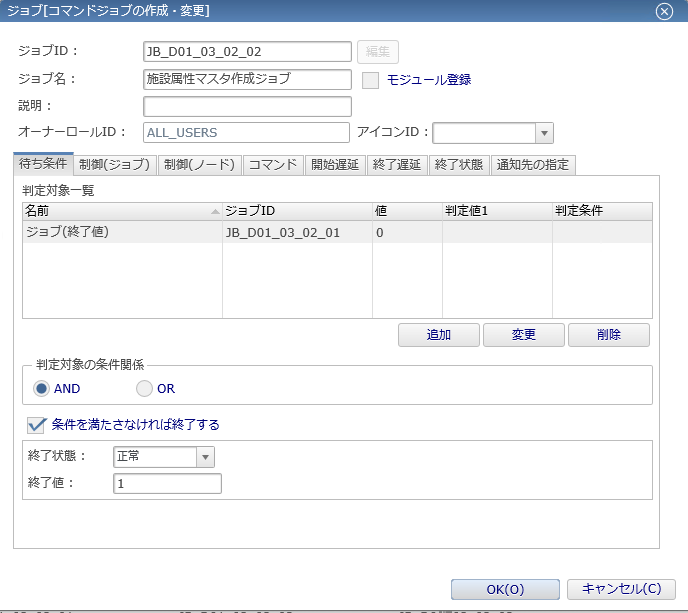 ジョブ[コマンドジョブの作成・変更]
ジョブID： JB_D01_03_02_02 編集
ジョブ名： 施設属性マスタ作成ジョブ モジュール登録
説明：
オーナーロールID： ALL_USERS アイコンID：
待ち条件 制御(ジョブ) 制御(ノード) コマンド 開始遅延 終了遅延 終了状態 通知先の指定
判定対象一覧
名前 ジョブID 値 判定値1 判定条件
ジョブ(終了値) JB_D01_03_02_01 0
追加 変更 削除
判定対象の条件関係
AND OR
条件を満たさなければ終了する
終了状態： 正常
終了値： 1
OK(O) キャンセル(C)